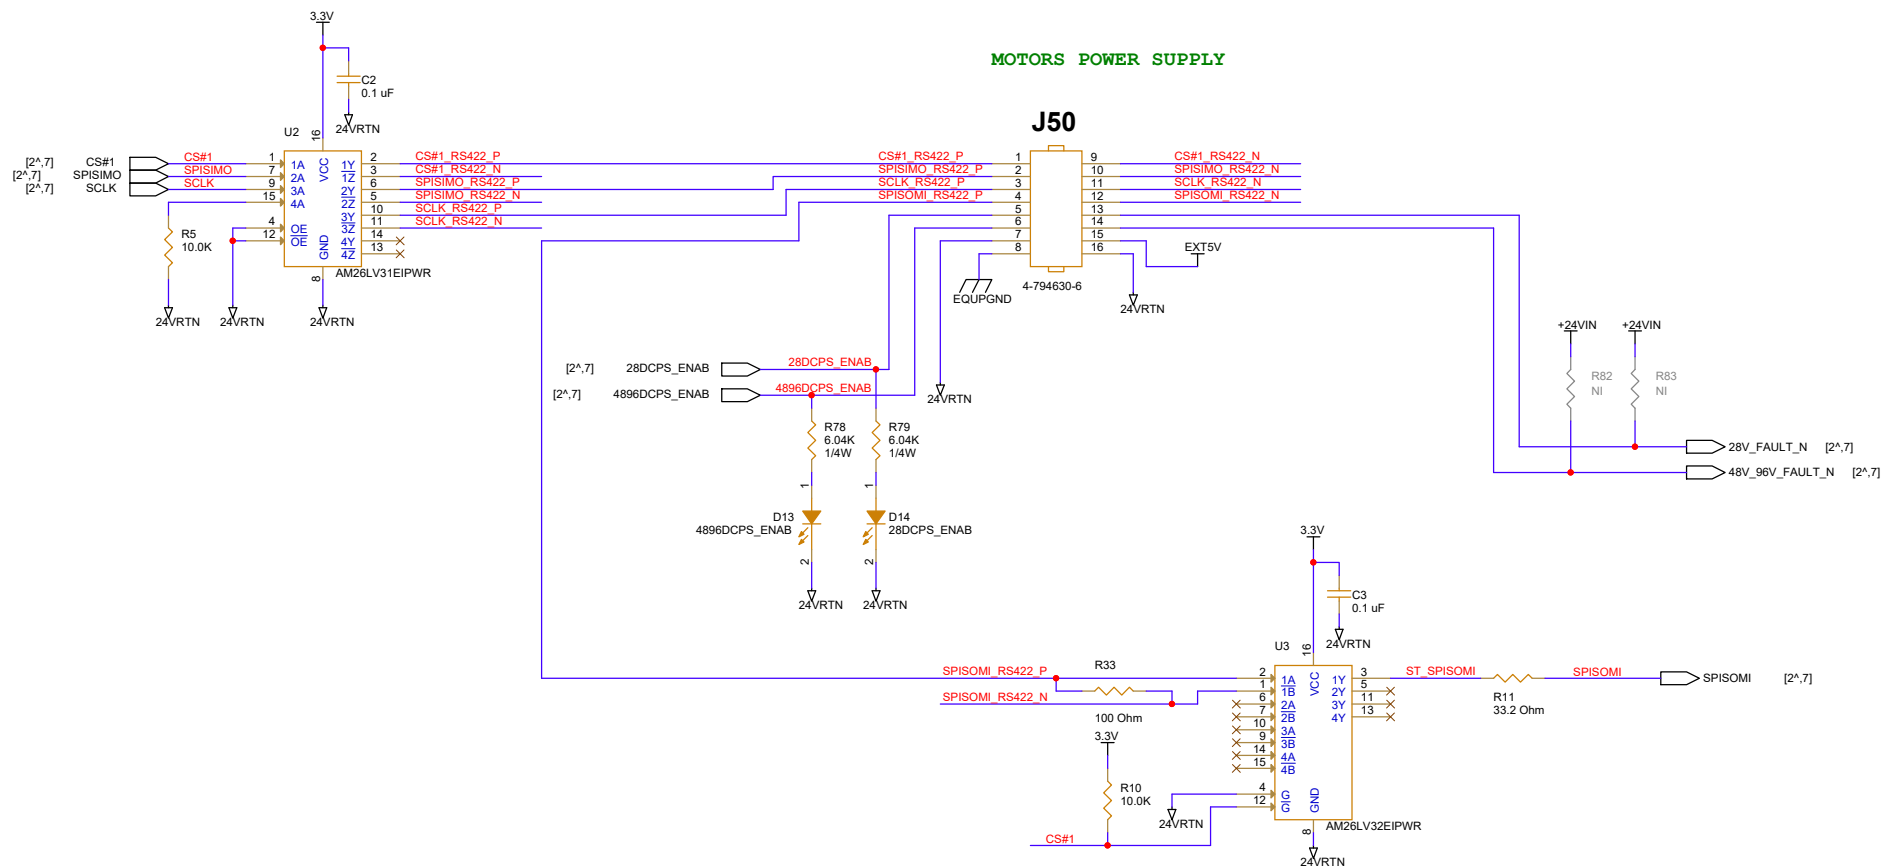 MOTORS POWER SUPPLY
3.3V
C2
0.1 uF
24VRTN
U2
16
[2^,7] CS#1 CS#1 1 1A VCC 1Y 2 CS#1_RS422_P
[2^,7] SPISIMO SPISIMO 7 2A 1Z 3 CS#1_RS422_N
[2^,7] SCLK SCLK 9 3A 2Y 6 SPISIMO_RS422_P
15 4A 2Z 5 SPISIMO_RS422_N
3Y 10 SCLK_RS422_P
4 OE 3Z 11 SCLK_RS422_N
12 OE GND 4Y 14
4Z 13
R5
10.0K
8
AM26LV31EIPWR
24VRTN
24VRTN
24VRTN
J50
CS#1_RS422_P 1 9 CS#1_RS422_N
SPISIMO_RS422_P 2 10 SPISIMO_RS422_N
SCLK_RS422_P 3 11 SCLK_RS422_N
SPISOMI_RS422_P 4 12 SPISOMI_RS422_N
5 13
6 14
7 15
8 16
EXT5V
EQUPGND
4-794630-6
24VRTN
24VRTN
[2^,7] 28DCPS_ENAB 28DCPS_ENAB
[2^,7] 4896DCPS_ENAB 4896DCPS_ENAB
R78
6.04K
1/4W
R79
6.04K
1/4W
1
1
D13
4896DCPS_ENAB
D14
28DCPS_ENAB
2
2
24VRTN
24VRTN
+24VIN
+24VIN
R82
NI
R83
NI
28V_FAULT_N [2^,7]
48V_96V_FAULT_N [2^,7]
3.3V
C3
0.1 uF
24VRTN
U3
16
SPISOMI_RS422_P
R33
100 Ohm
SPISOMI_RS422_N
2 1A VCC 1Y 3 ST_SPISOMI
1 1B 2Y 5
6 2A 3Y 11
7 2B 4Y 13
10 3A
9 3B
14 4A
15 4B
4 G GND
12 G
8
AM26LV32EIPWR
24VRTN
R11
33.2 Ohm
SPISOMI SPISOMI [2^,7]
3.3V
R10
10.0K
24VRTN
CS#1